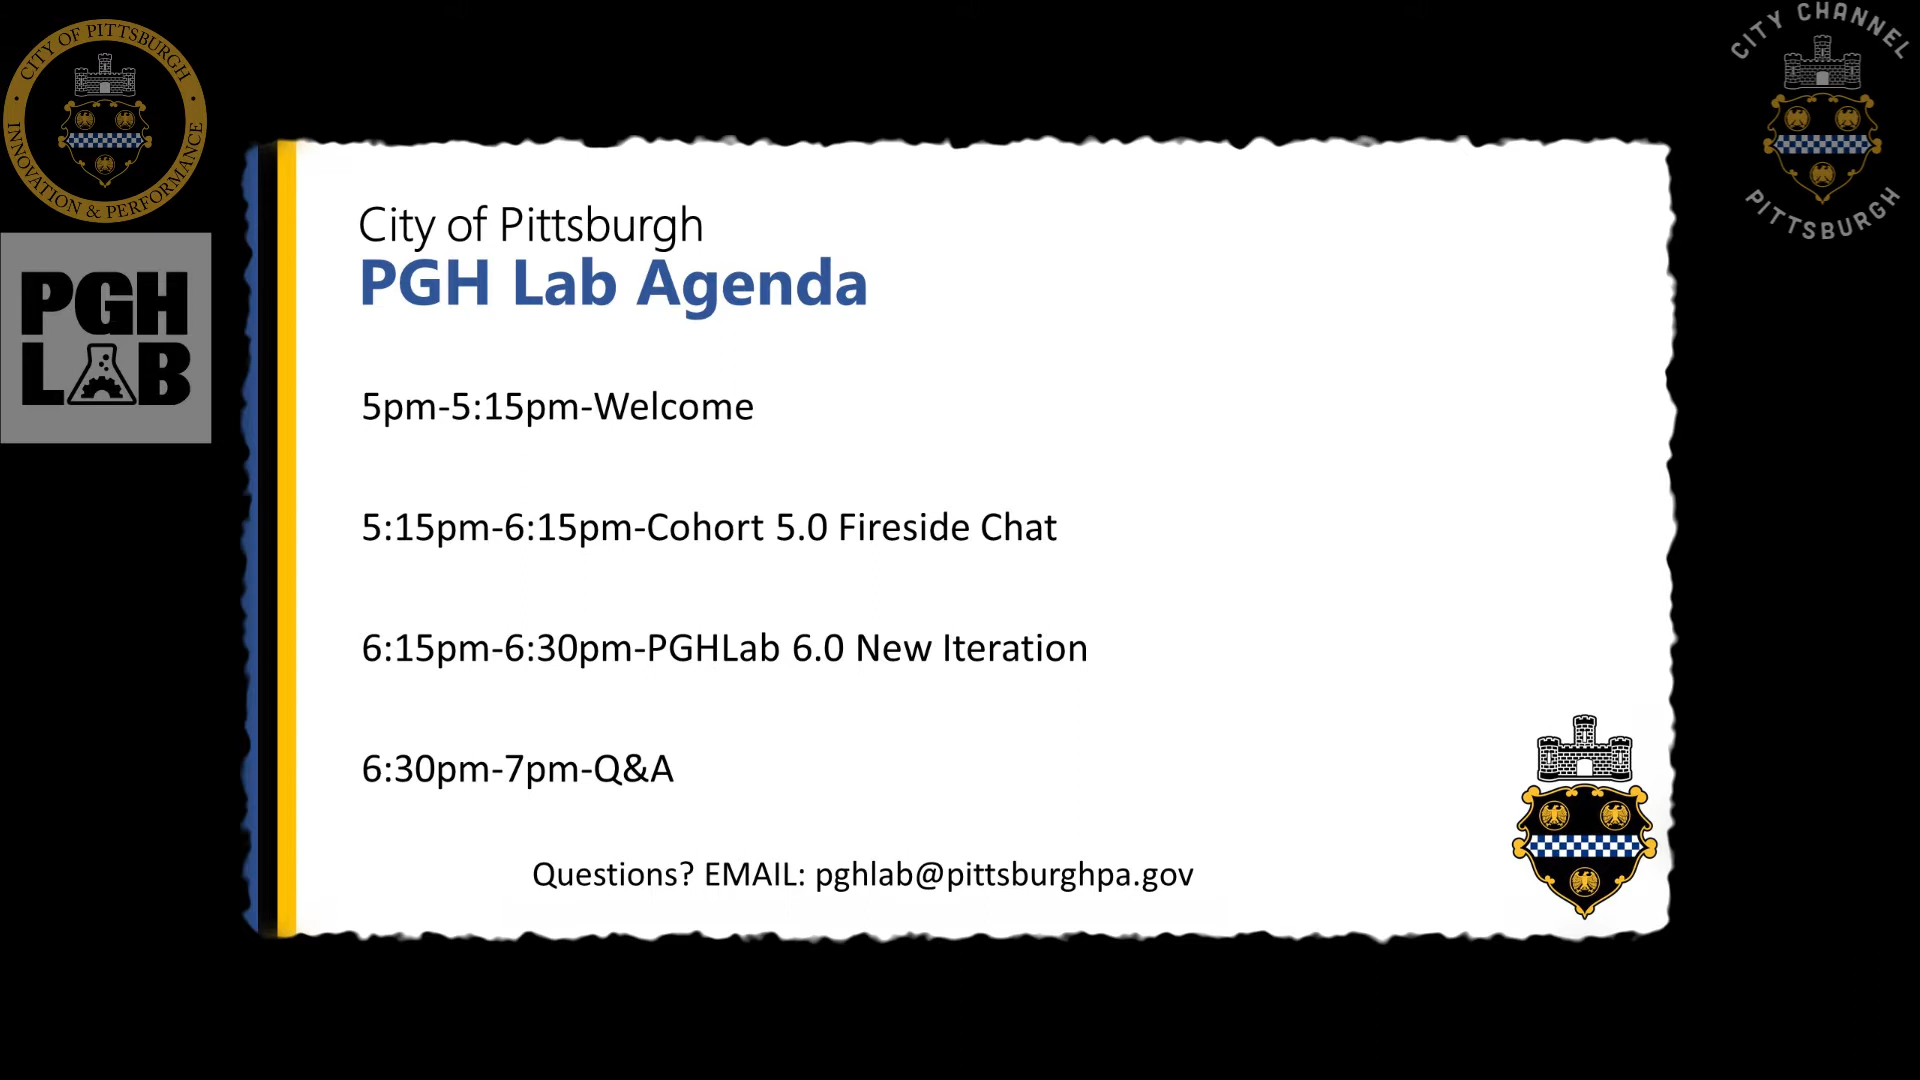 CITY OF PITTSBURGH
INNOVATION & PERFORMANCE
PGH
LAB
CITY CHANNEL
PITTSBURGH
City of Pittsburgh
PGH Lab Agenda
5pm-5:15pm-Welcome
5:15pm-6:15pm-Cohort 5.0 Fireside Chat
6:15pm-6:30pm-PGHLab 6.0 New Iteration
6:30pm-7pm-Q&A
Questions? EMAIL: pghlab@pittsburghpa.gov